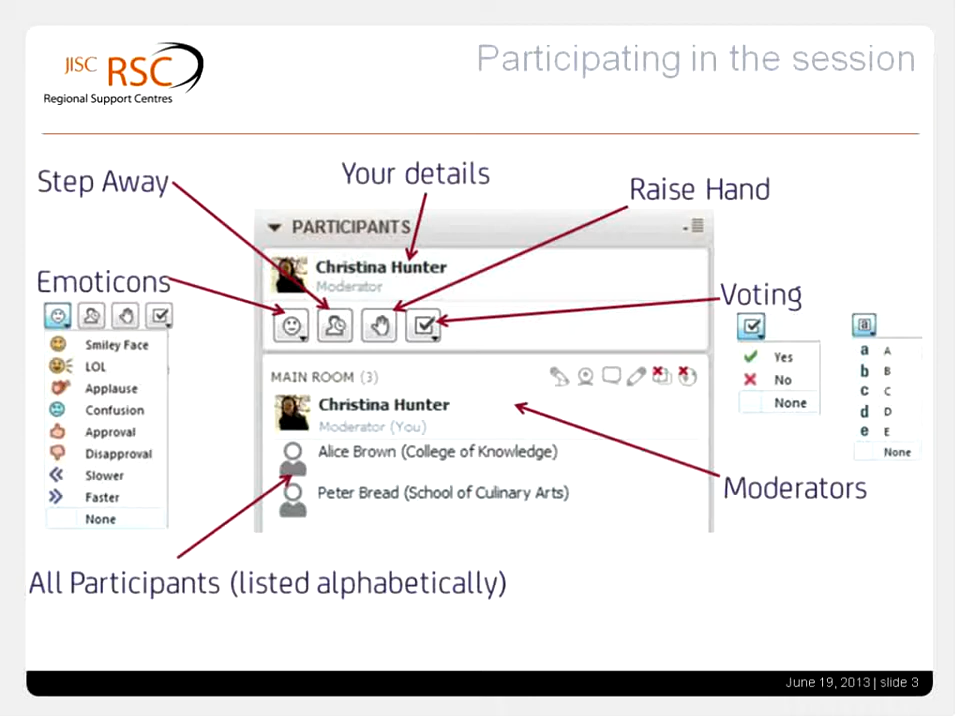 JISC RSC
Regional Support Centres
Participating in the session
Step Away
Your details
Raise Hand
PARTICIPANTS
Christina Hunter
Moderator
Emoticons
Smiley Face
LOL
Applause
Confusion
Approval
Disapproval
Slower
Faster
None
Voting
Yes
No
None
a
a A
b B
c C
d D
e E
None
MAIN ROOM (3)
Christina Hunter
Moderator (You)
Alice Brown (College of Knowledge)
Peter Bread (School of Culinary Arts)
Moderators
All Participants (listed alphabetically)
June 19, 2013 | slide 3